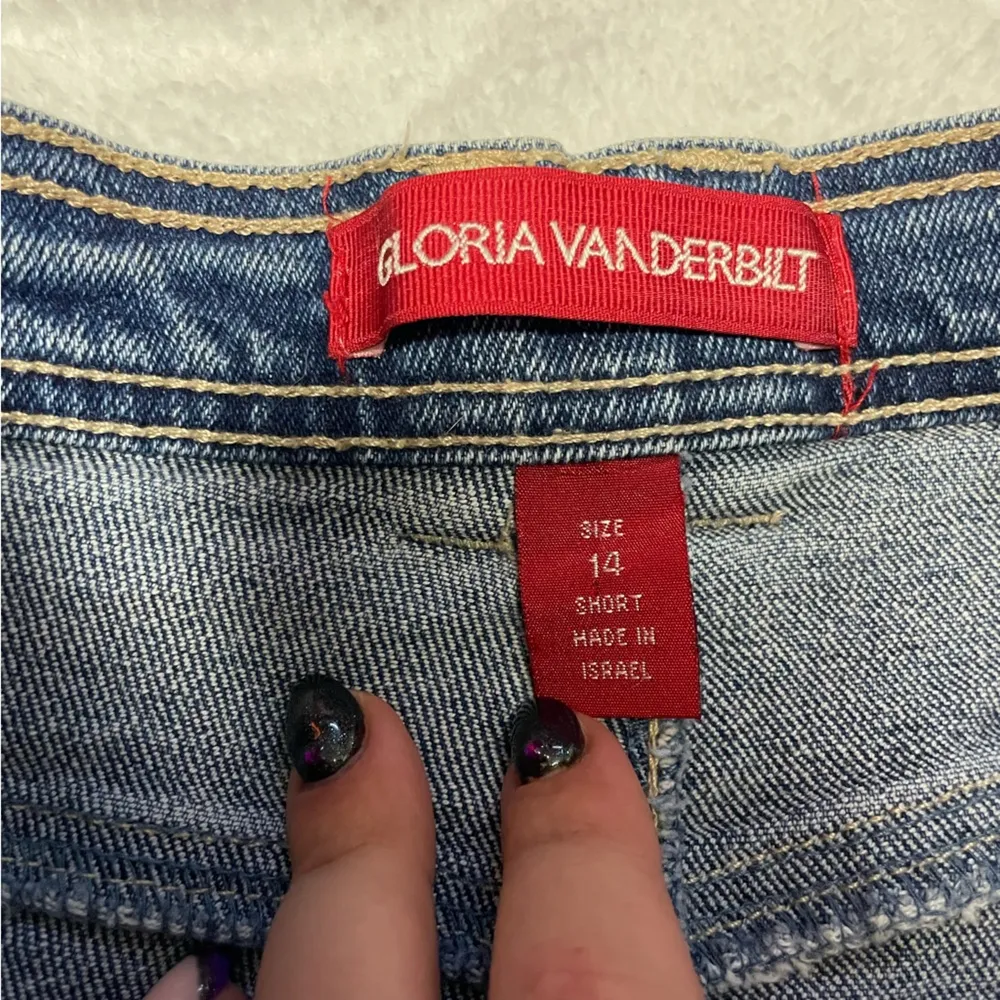 GLORIA VANDERBILT
SIZE
14
SHORT
MADE IN
ISRAEL